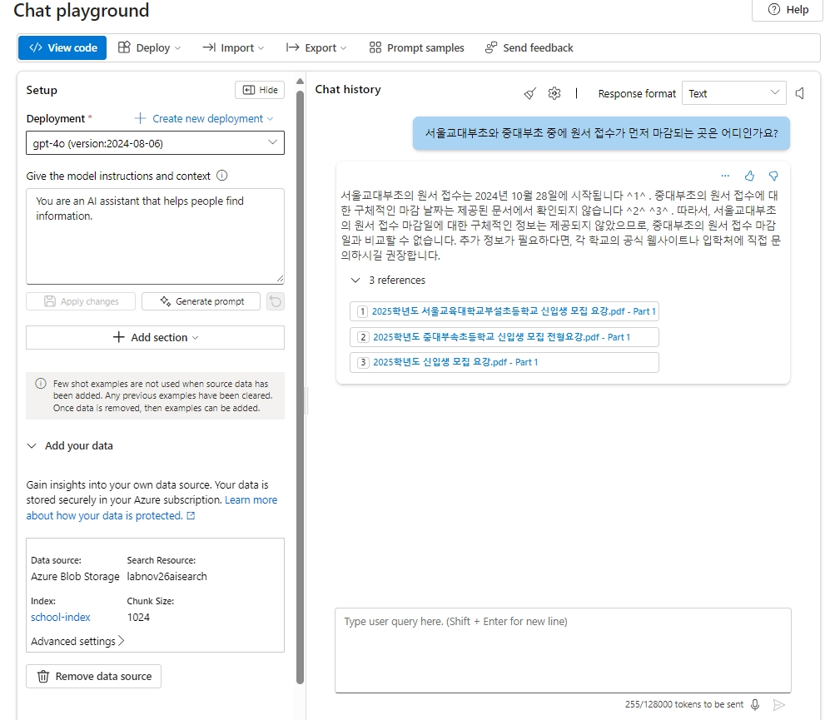 Chat playground
Help
View code
Deploy
Import
Export
Prompt samples
Send feedback
Setup
Hide
Deployment *
Create new deployment
gpt-4o (version:2024-08-06)
Give the model instructions and context
You are an AI assistant that helps people find
information.
Apply changes
Generate prompt
Add section
Few shot examples are not used when source data has
been added. Any previous examples have been cleared.
Once data is removed, then examples can be added.
Add your data
Gain insights into your own data source. Your data is
stored securely in your Azure subscription. Learn more
about how your data is protected.
Data source:
Search Resource:
Azure Blob Storage
labnov26aisearch
Index:
Chunk Size:
school-index
1024
Advanced settings
Remove data source
Chat history
Response format
Text
서울교대부초와 중대부초 중에 원서 접수가 먼저 마감되는 곳은 어디인가요?
서울교대부초의 원서 접수는 2024년 10월 28일에 시작됩니다 ^1^ . 중대부초의 원서 접수에 대
한 구체적인 마감 날짜는 제공된 문서에서 확인되지 않습니다 ^2^ ^3^ . 따라서, 서울교대부초
의 원서 접수 마감일에 대한 구체적인 정보는 제공되지 않았으므로, 중대부초의 원서 접수 마감
일과 비교할 수 없습니다. 추가 정보가 필요하다면, 각 학교의 공식 웹사이트나 입학처에 직접 문
의하시길 권장합니다.
3 references
1 2025학년도 서울교육대학교부설초등학교 신입생 모집 요강.pdf - Part 1
2 2025학년도 중대부속초등학교 신입생 모집 전형요강.pdf - Part 1
3 2025학년도 신입생 모집 요강.pdf - Part 1
Type user query here. (Shift + Enter for new line)
255/128000 tokens to be sent